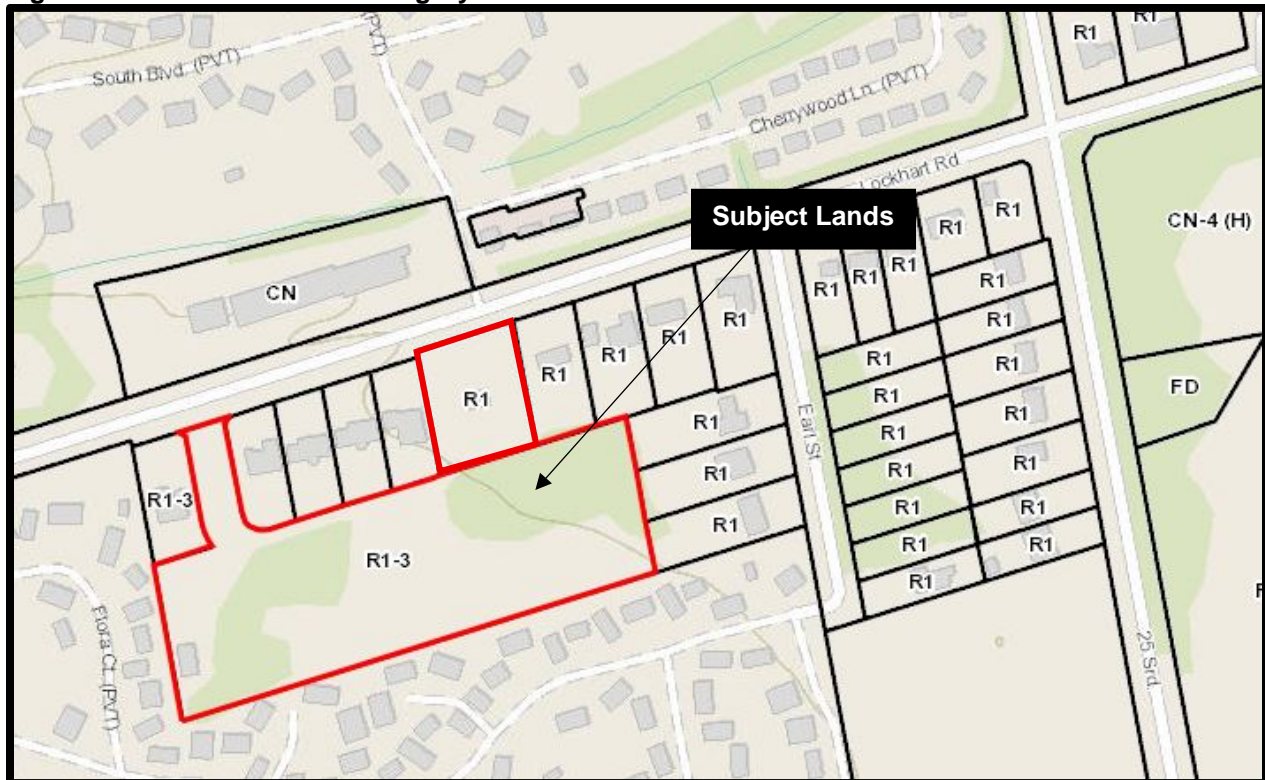 South Blvd. (PVT)
(PVT)
Cherrywood Ln. (PVT)
R1
R1
Lockhart Rd
Subject Lands
CN-4 (H)
R1
R1
R1
R1
R1
CN
R1
R1
R1
R1
R1
R1
R1
R1
R1
FD
R1
R1
R1
R1
R1
Earl St
R1
R1
R1
R1
R1
R1
R1-3
R1
R1
R1
R1
R1-3
Flora Ct. (PVT)
25 Srd